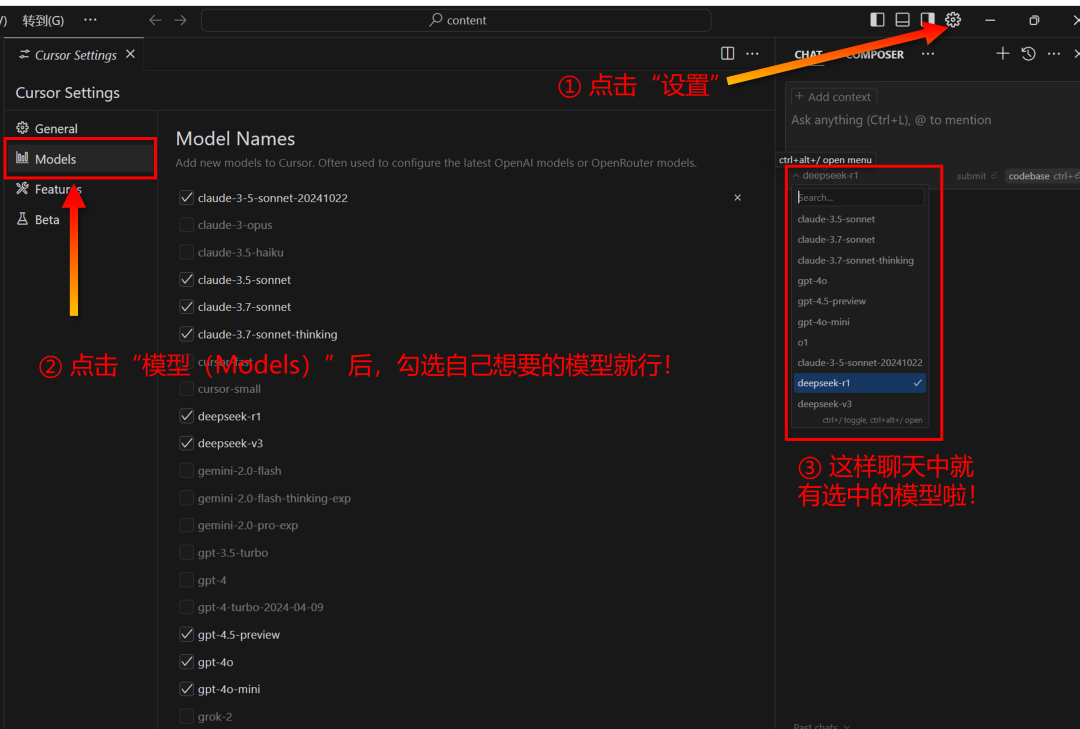 转到(G) ···
content
Cursor Settings
CHAT COMPOSER ···
① 点击“设置”
Cursor Settings
General
Models
Features
Beta
Model Names
Add new models to Cursor. Often used to configure the latest OpenAI models or OpenRouter models.
claude-3-5-sonnet-20241022
claude-3-opus
claude-3.5-haiku
claude-3.5-sonnet
claude-3.7-sonnet
claude-3.7-sonnet-thinking
② 点击“模型（Models）”后，勾选自己想要的模型就行！
cursor-small
deepseek-r1
deepseek-v3
gemini-2.0-flash
gemini-2.0-flash-thinking-exp
gemini-2.0-pro-exp
gpt-3.5-turbo
gpt-4
gpt-4-turbo-2024-04-09
gpt-4.5-preview
gpt-4o
gpt-4o-mini
grok-2
+ Add context
Ask anything (Ctrl+L), @ to mention
ctrl+alt+/ open menu
deepseek-r1
submit
codebase ctrl+
Search...
claude-3.5-sonnet
claude-3.7-sonnet
claude-3.7-sonnet-thinking
gpt-4o
gpt-4.5-preview
gpt-4o-mini
o1
claude-3-5-sonnet-20241022
deepseek-r1
deepseek-v3
ctrl+/ toggle, ctrl+alt+/ open
③ 这样聊天中就
有选中的模型啦！
Past chats